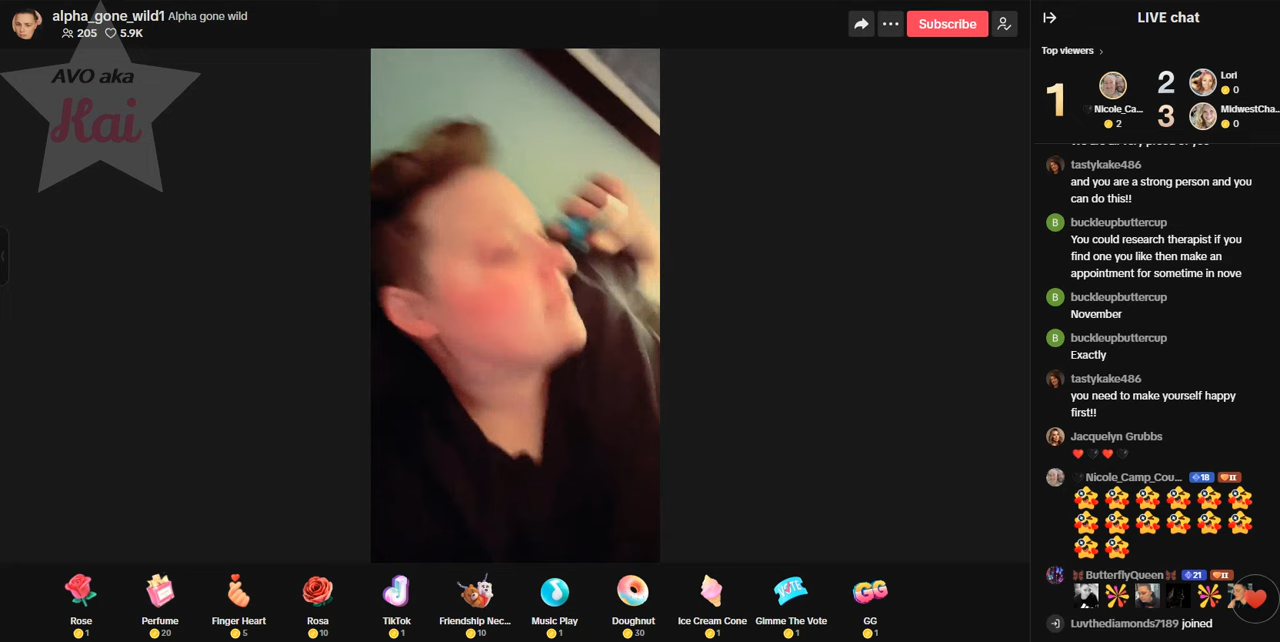 alpha_gone_wild1 Alpha gone wild
205 5.9K
Subscribe
AVO aka
Kai
LIVE chat
Top viewers
1
Nicole_Ca...
2
2
Lori
0
3
MidwestCha...
0
tastykake486
and you are a strong person and you
can do this!!
B
buckleupbuttercup
You could research therapist if you
find one you like then make an
appointment for sometime in nove
B
buckleupbuttercup
November
B
buckleupbuttercup
Exactly
tastykake486
you need to make yourself happy
first!!
Jacquelyn Grubbs
Nicole_Camp_Cou... 18 II
ButterflyQueen 21 II
Luvthediamonds7189 joined
Rose
1
Perfume
20
Finger Heart
5
Rosa
10
TikTok
1
Friendship Nec...
10
Music Play
1
Doughnut
30
Ice Cream Cone
1
GImme The Vote
1
GG
1